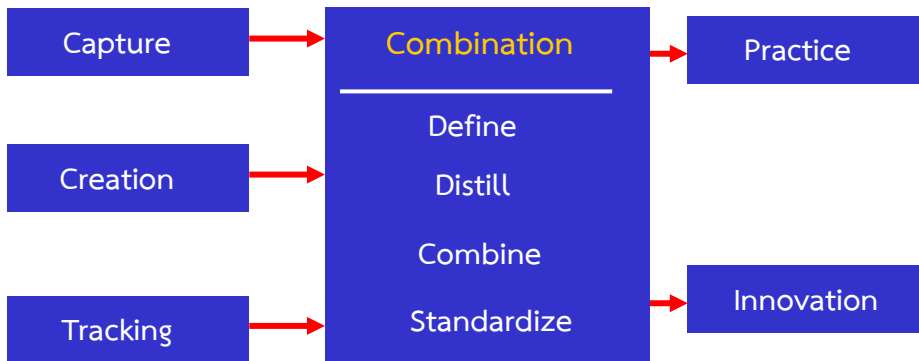 Capture
Creation
Tracking
Combination
Define
Distill
Combine
Standardize
Practice
Innovation